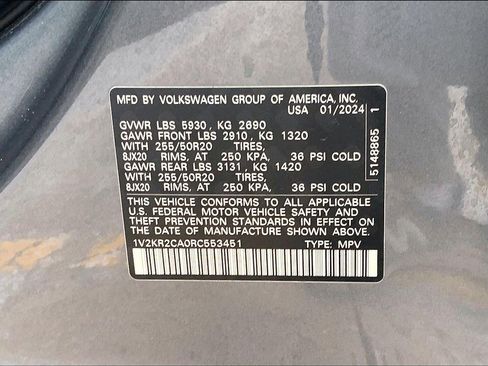 MFD BY VOLKSWAGEN GROUP OF AMERICA, INC.
USA 01/2024
GVWR LBS 5930, KG 2690
GAWR FRONT LBS 2910, KG 1320
WITH 255/50R20 TIRES,
8JX20 RIMS, AT 250 KPA, 36 PSI COLD
GAWR REAR LBS 3131, KG 1420
WITH 255/50R20 TIRES,
8JX20 RIMS, AT 250 KPA, 36 PSI COLD
THIS VEHICLE CONFORMS TO ALL APPLICABLE
U.S. FEDERAL MOTOR VEHICLE SAFETY AND
THEFT PREVENTION STANDARDS IN EFFECT ON
THE DATE OF MANUFACTURE SHOWN ABOVE.
1V2KR2CA0RC553451 TYPE: MPV
5148865 1